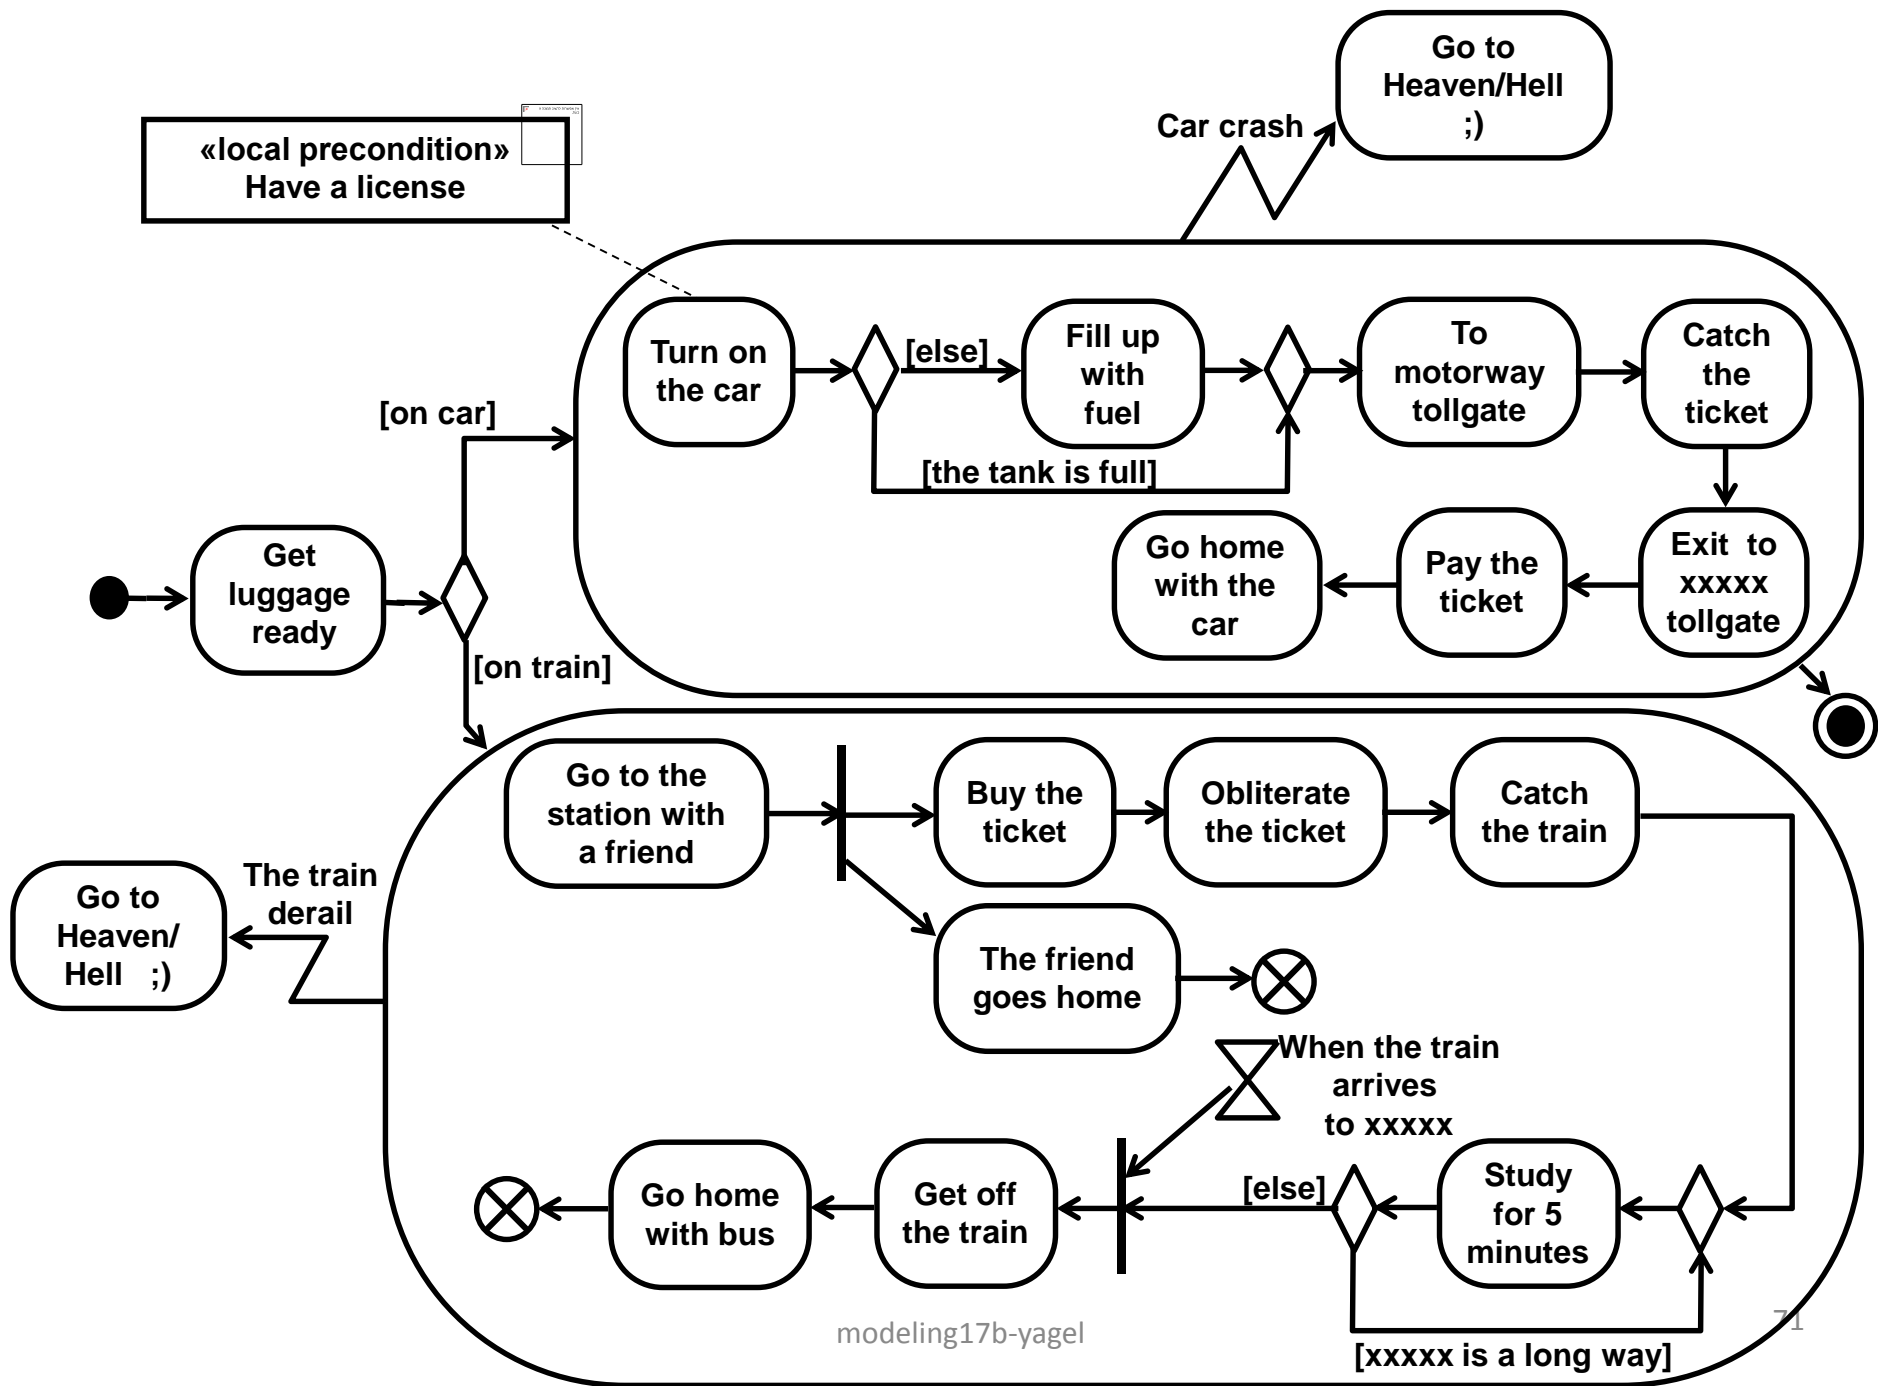 Go to
Heaven/Hell
;)
Car crash
«local precondition»
Have a license
Turn on
the car
[else]
Fill up
with
fuel
To
motorway
tollgate
Catch
the
ticket
[on car]
[the tank is full]
Go home
with the
car
Pay the
ticket
Exit to
xxxxx
tollgate
Get
luggage
ready
[on train]
Go to the
station with
a friend
Buy the
ticket
Obliterate
the ticket
Catch
the train
Go to
Heaven/
Hell ;)
The train
derail
The friend
goes home
When the train
arrives
to xxxxx
Go home
with bus
Get off
the train
[else]
Study
for 5
minutes
modeling17b-yagel
71
[xxxxx is a long way]